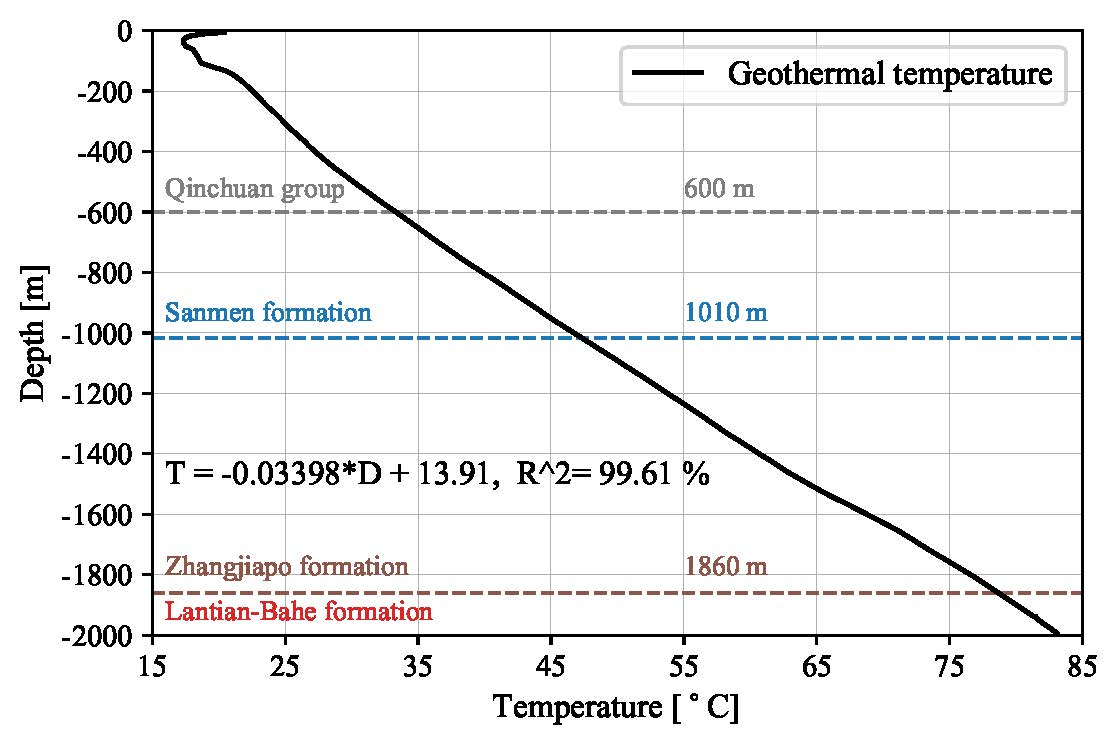 Geothermal temperature
0
-200
-400
-600
-800
-1000
-1200
-1400
-1600
-1800
-2000
Depth [m]
Qinchuan group 600 m
Sanmen formation 1010 m
T = -0.03398*D + 13.91, R^2= 99.61 %
Zhangjiapo formation 1860 m
Lantian-Bahe formation
15 25 35 45 55 65 75 85
Temperature [ °C]